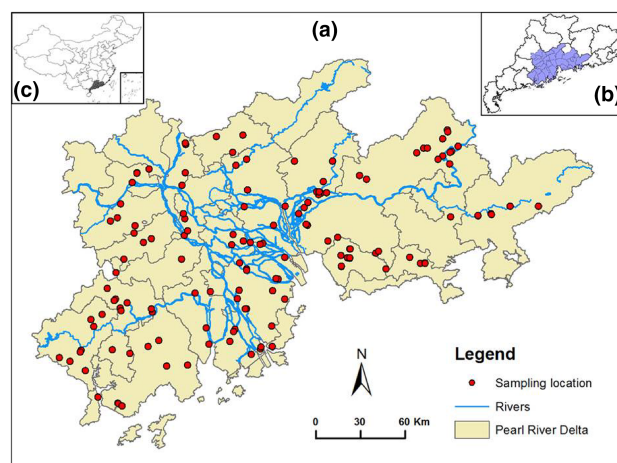 (a)
(c)
(b)
N
0 30 60 Km
Legend
Sampling location
Rivers
Pearl River Delta